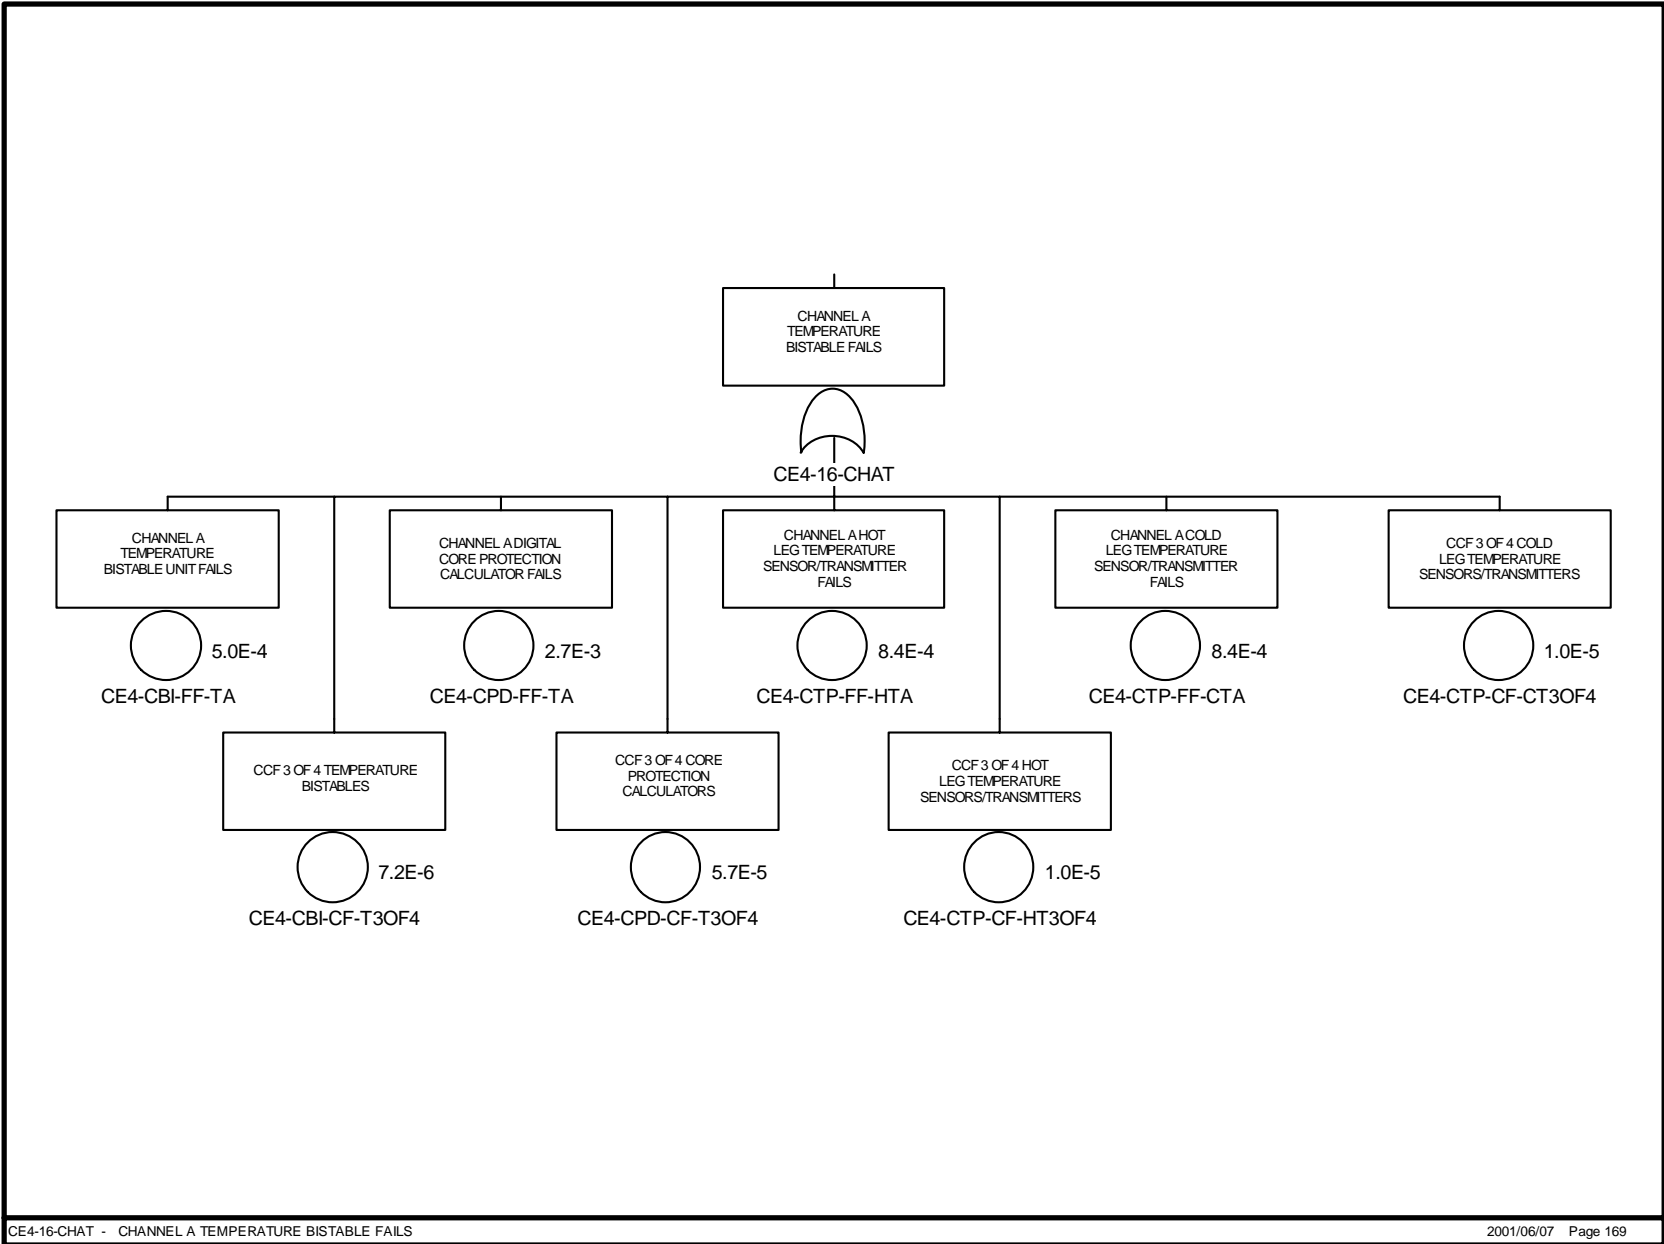 CHANNEL A
TEMPERATURE
BISTABLE FAILS
CE4-16-CHAT
CHANNEL A
TEMPERATURE
BISTABLE UNIT FAILS
5.0E-4
CE4-CBI-FF-TA
CHANNEL A DIGITAL
CORE PROTECTION
CALCULATOR FAILS
2.7E-3
CE4-CPD-FF-TA
CHANNEL A HOT
LEG TEMPERATURE
SENSOR/TRANSMITTER
FAILS
8.4E-4
CE4-CTP-FF-HTA
CHANNEL A COLD
LEG TEMPERATURE
SENSOR/TRANSMITTER
FAILS
8.4E-4
CE4-CTP-FF-CTA
CCF 3 OF 4 COLD
LEG TEMPERATURE
SENSORS/TRANSMITTERS
1.0E-5
CE4-CTP-CF-CT3OF4
CCF 3 OF 4 TEMPERATURE
BISTABLES
7.2E-6
CE4-CBI-CF-T3OF4
CCF 3 OF 4 CORE
PROTECTION
CALCULATORS
5.7E-5
CE4-CPD-CF-T3OF4
CCF 3 OF 4 HOT
LEG TEMPERATURE
SENSORS/TRANSMITTERS
1.0E-5
CE4-CTP-CF-HT3OF4
CE4-16-CHAT - CHANNEL A TEMPERATURE BISTABLE FAILS
2001/06/07 Page 169